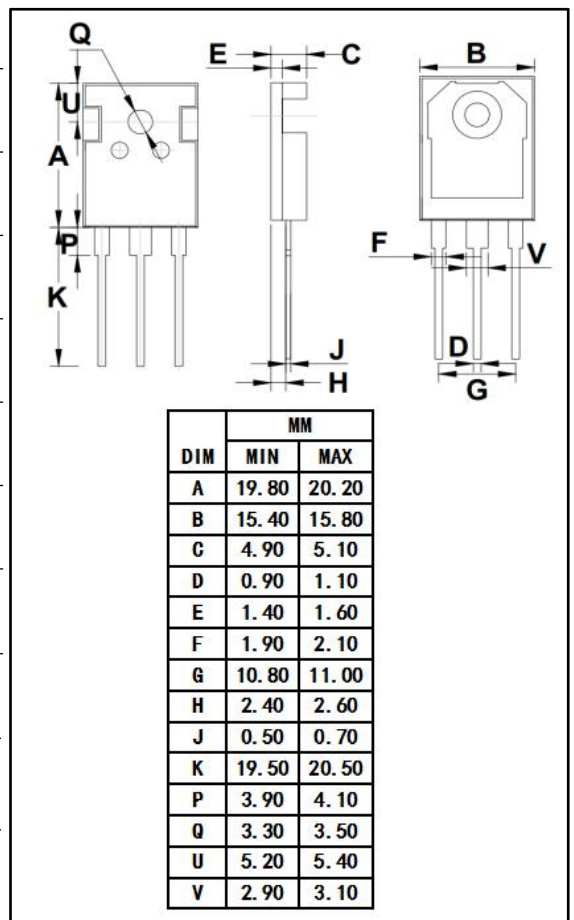 Q
E
C
B
U
A
P
K
F
V
J
H
D
G
MM
DIM MIN MAX
A 19.80 20.20
B 15.40 15.80
C 4.90 5.10
D 0.90 1.10
E 1.40 1.60
F 1.90 2.10
G 10.80 11.00
H 2.40 2.60
J 0.50 0.70
K 19.50 20.50
P 3.90 4.10
Q 3.30 3.50
U 5.20 5.40
V 2.90 3.10